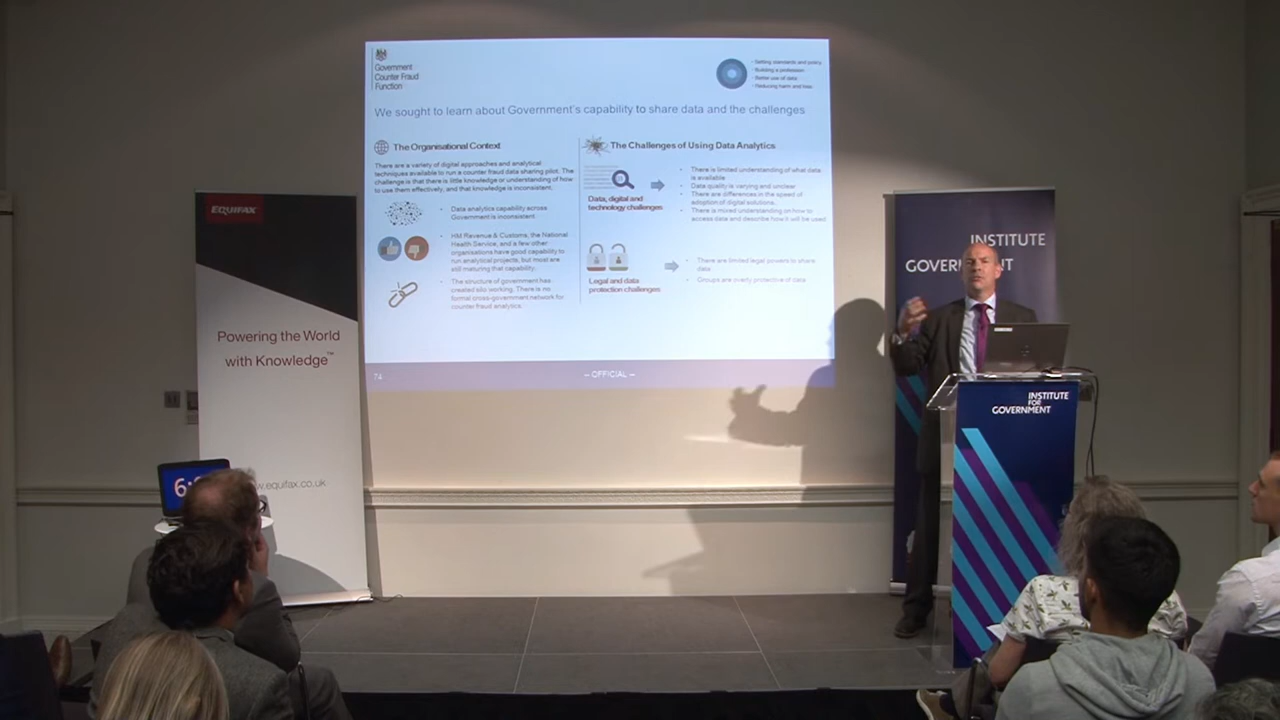 Government
Counter Fraud
Function
Setting standards and policy
Building a profession
Better use of data
Reducing harm and loss
We sought to learn about Government's capability to share data and the challenges
The Organisational Context
There are a variety of digital approaches and analytical
techniques available to run a counter fraud data sharing pilot. The
challenge is that there is little knowledge or understanding of how
to use them effectively, and that knowledge is inconsistent.
Data analytics capability across
Government is inconsistent
HM Revenue & Customs, the National
Health Service, and a few other
organisations have good capability to
run analytical projects, but most are
still maturing that capability.
The structure of government has
created silo working. There is no
formal cross-government network for
counter fraud analytics.
The Challenges of Using Data Analytics
Data, digital and
technology challenges
There is limited understanding of what data
is available
Data quality is varying and unclear
There are differences in the speed of
adoption of digital solutions.
There is mixed understanding on how to
access data and describe how it will be used
Legal and data
protection challenges
There are limited legal powers to share
data
Groups are overly protective of data
74
– OFFICIAL –
EQUIFAX
Powering the World
with Knowledge™
w.equifax.co.uk
6:
INSTITUTE
GOVERNMENT
INSTITUTE
FOR
GOVERNMENT